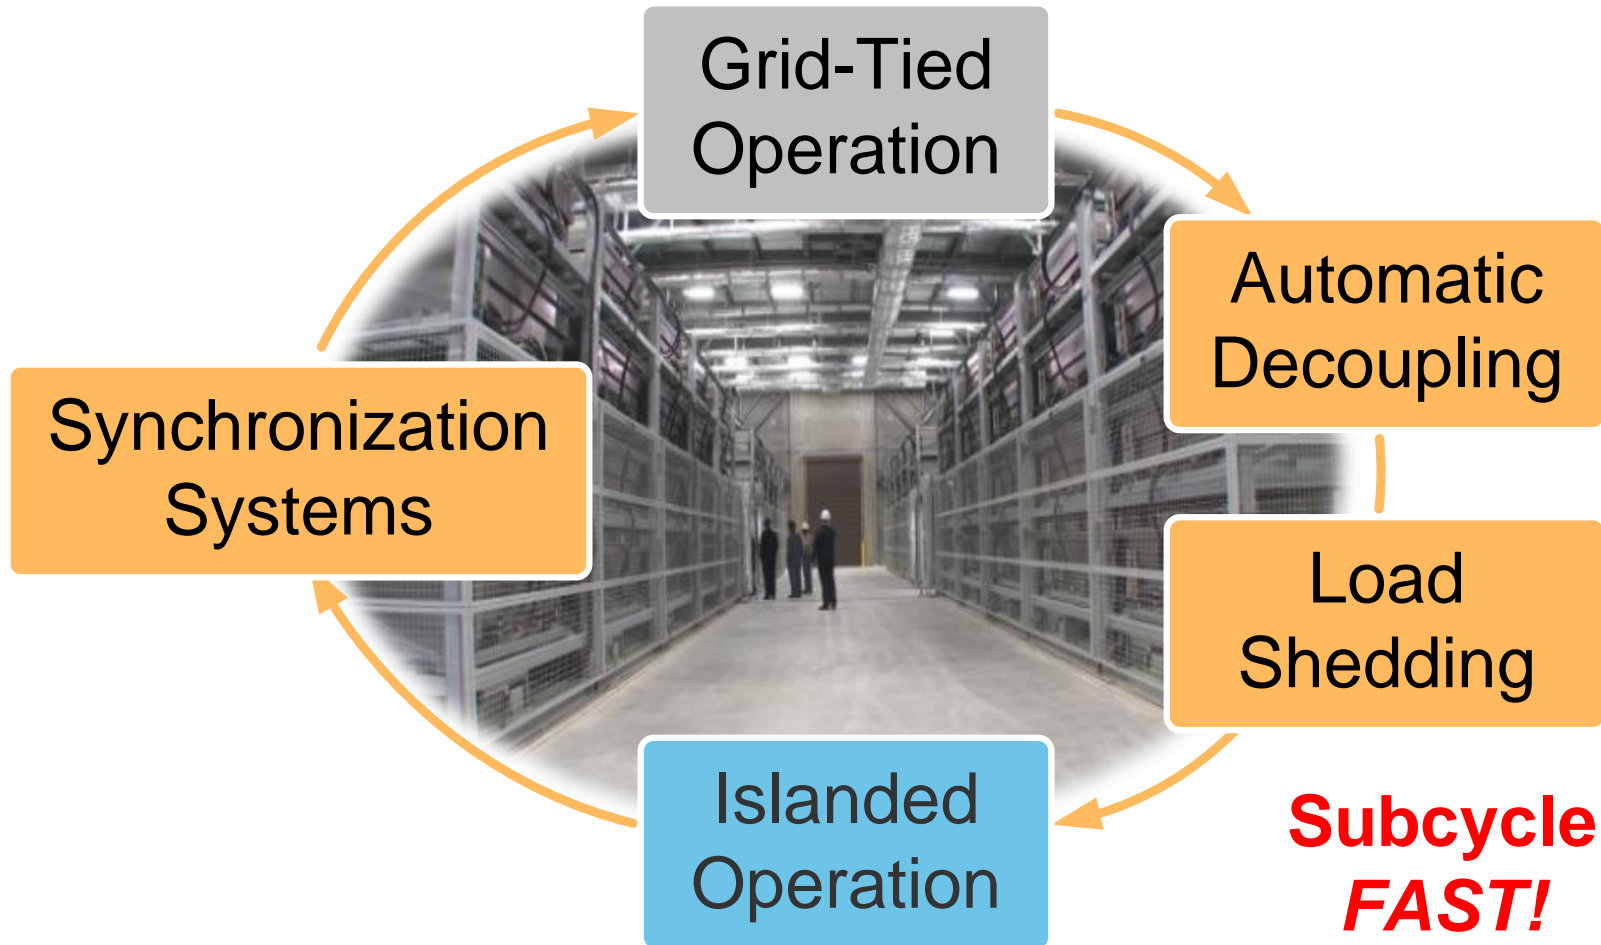 Grid-Tied
Operation
Automatic
Decoupling
Synchronization
Systems
Load
Shedding
Islanded
Operation
Subcycle
FAST!